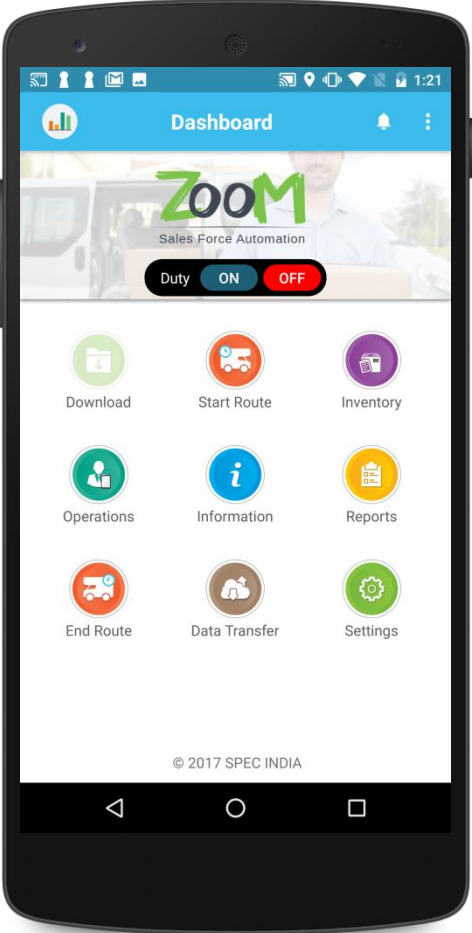 1:21
Dashboard
ZOOM
Sales Force Automation
Duty ON OFF
Download Start Route Inventory
Operations Information Reports
End Route Data Transfer Settings
© 2017 SPEC INDIA